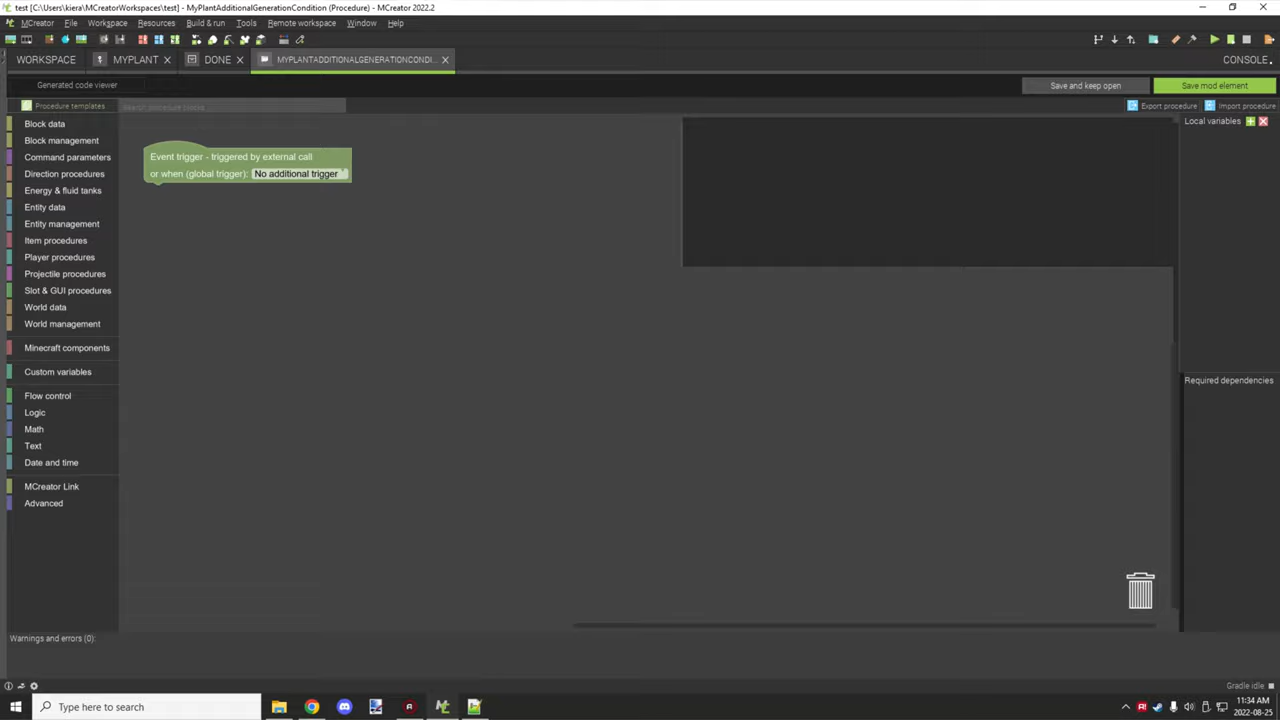 test [C:\Users\kiera\MCreatorWorkspaces\test] - MyPlantAdditionalGenerationCondition (Procedure) - MCreator 2022.2
MCreator File Workspace Resources Build & run Tools Remote workspace Window Help
WORKSPACE MYPLANT DONE MYPLANTADDITIONALGENERATIONCONDI... CONSOLE
Generated code viewer Save and keep open Save mod element
Procedure templates Search procedure blocks... Export procedure Import procedure
Block data Local variables
Block management
Command parameters
Event trigger - triggered by external call
Direction procedures
or when (global trigger): No additional trigger
Energy & fluid tanks
Entity data
Entity management
Item procedures
Player procedures
Projectile procedures
Slot & GUI procedures
World data
World management
Minecraft components
Custom variables
Required dependencies
Flow control
Logic
Math
Text
Date and time
MCreator Link
Advanced
Warnings and errors (0):
Gradle idle
Type here to search
11:34 AM
2022-08-25